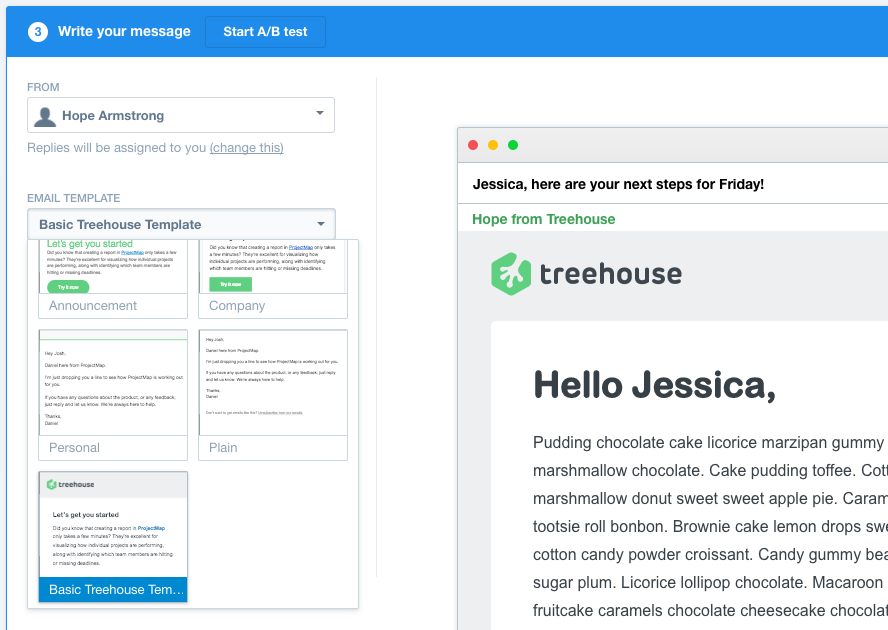 3 Write your message Start A/B test
FROM
Hope Armstrong
Replies will be assigned to you (change this)
EMAIL TEMPLATE
Basic Treehouse Template
Let's get you started
Did you know that creating a report in ProjectMap only takes a few
minutes? They're excellent for visualizing how individual projects
are performing, along with identifying which team members are
hitting or missing deadlines.
Try it now
Announcement
Did you know that creating a report in ProjectMap only takes
a few minutes? They're excellent for visualizing how
individual projects are performing, along with identifying
which team members are hitting or missing deadlines.
Try it now
Company
Hey Josh,
Daniel here from ProjectMap.
I'm just dropping you a line to see how ProjectMap is working out
for you.
If you have any questions about the product, or any feedback,
just reply and let us know. We're always here to help.
Thanks,
Daniel
Personal
Hey Josh,
Daniel here from ProjectMap.
I'm just dropping you a line to see how ProjectMap is working out for you.
If you have any questions about the product, or any feedback, just reply
and let us know. We're always here to help.
Thanks,
Daniel
Don't want to get emails like this? Unsubscribe from our emails
Plain
treehouse
Let's get you started
Did you know that creating a report in ProjectMap
only takes a few minutes? They're excellent for
visualizing how individual projects are performing,
along with identifying which team members are hitting
or missing deadlines.
Basic Treehouse Tem...
Jessica, here are your next steps for Friday!
Hope from Treehouse
treehouse
Hello Jessica,
Pudding chocolate cake licorice marzipan gummy
marshmallow chocolate. Cake pudding toffee. Cott
marshmallow donut sweet sweet apple pie. Caram
tootsie roll bonbon. Brownie cake lemon drops swe
cotton candy powder croissant. Candy gummy bea
sugar plum. Licorice lollipop chocolate. Macaroon
fruitcake caramels chocolate cheesecake chocolat